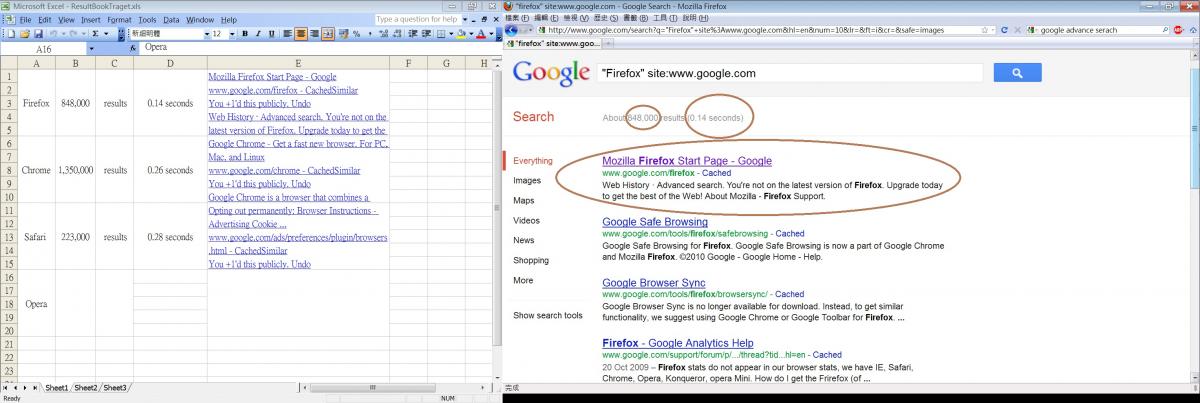 Microsoft Excel - ResultBookTraget.xls
File Edit View Insert Format Tools Data Window Help
Type a question for help
新細明體 12 B I U
A16 fx Opera
A B C D E F G H
1 Mozilla Firefox Start Page - Google
2 www.google.com/firefox - CachedSimilar
3 Firefox 848,000 results 0.14 seconds You +1'd this publicly. Undo
4 Web History · Advanced search. You're not on the
5 latest version of Firefox. Upgrade today to get the
6 Google Chrome - Get a fast new browser. For PC,
7 Mac, and Linux
8 Chrome 1,350,000 results 0.26 seconds www.google.com/chrome - CachedSimilar
9 You +1'd this publicly. Undo
10 Google Chrome is a browser that combines a
11 Opting out permanently: Browser Instructions -
12 Advertising Cookie ...
13 Safari 223,000 results 0.28 seconds www.google.com/ads/preferences/plugin/browsers
14 .html - CachedSimilar
15 You +1'd this publicly. Undo
16
17
18 Opera
19
20
21
22
23
Sheet1 Sheet2 Sheet3
Ready NUM
"firefox" site:www.google.com - Google Search - Mozilla Firefox
檔案(F) 編輯(E) 檢視(V) 歷史(S) 書籤(B) 工具(T) 說明(H)
http://www.google.com/search?q="Firefox"+site%3Awww.google.com&hl=en&num=10&lr=&ft=i&cr=&safe=images
google advance serach
"firefox" site:www.goo...
Google
"Firefox" site:www.google.com
Search
About 848,000 results (0.14 seconds)
Everything
Images
Maps
Videos
News
Shopping
More
Show search tools
Mozilla Firefox Start Page - Google
www.google.com/firefox - Cached
Web History · Advanced search. You're not on the latest version of Firefox. Upgrade today
to get the best of the Web! About Mozilla - Firefox Support.
Google Safe Browsing
www.google.com/tools/firefox/safebrowsing - Cached
Google Safe Browsing for Firefox. Google Safe Browsing is now a part of Google Chrome
and Mozilla Firefox. ©2010 Google - Google Home - Help.
Google Browser Sync
www.google.com/tools/firefox/browsersync/ - Cached
Google Browser Sync is no longer available for download. Instead, to get similar
functionality, we suggest using Google Chrome or Google Toolbar for Firefox. ...
Firefox - Google Analytics Help
www.google.com/support/forum/p/.../thread?tid...hl=en - Cached
20 Oct 2009 – Firefox stats do not appear in our browser stats, we have IE, Safari,
Chrome, Opera, Konqueror, opera Mini. How do I get the Frirefox (of ...
完成